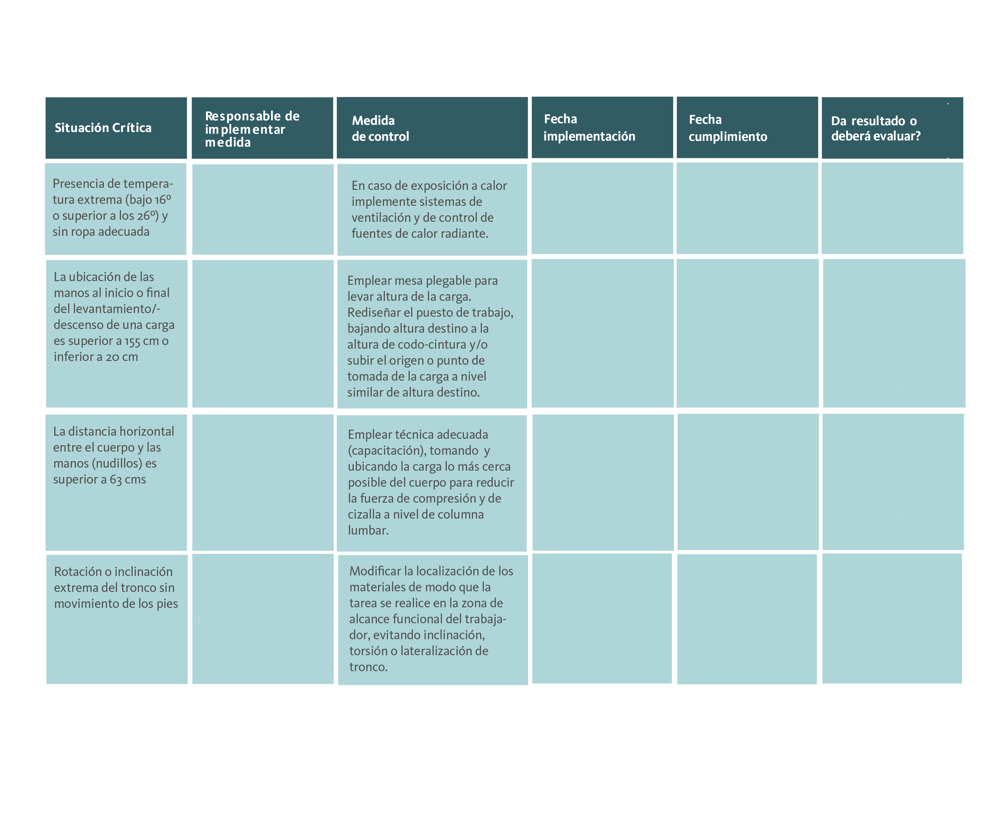 Situación Crítica
Responsable de
implementar
medida
Medida
de control
Fecha
implementación
Fecha
cumplimiento
Da resultado o
deberá evaluar?
Presencia de tempera-
tura extrema (bajo 16º
o superior a los 26º) y
sin ropa adecuada
En caso de exposición a calor
implemente sistemas de
ventilación y de control de
fuentes de calor radiante.
La ubicación de las
manos al inicio o final
del levantamiento/-
descenso de una carga
es superior a 155 cm o
inferior a 20 cm
Emplear mesa plegable para
levar altura de la carga.
Rediseñar el puesto de trabajo,
bajando altura destino a la
altura de codo-cintura y/o
subir el origen o punto de
tomada de la carga a nivel
similar de altura destino.
La distancia horizontal
entre el cuerpo y las
manos (nudillos) es
superior a 63 cms
Emplear técnica adecuada
(capacitación), tomando y
ubicando la carga lo más cerca
posible del cuerpo para reducir
la fuerza de compresión y de
cizalla a nivel de columna
lumbar.
Rotación o inclinación
extrema del tronco sin
movimiento de los pies
Modificar la localización de los
materiales de modo que la
tarea se realice en la zona de
alcance funcional del trabaja-
dor, evitando inclinación,
torsión o lateralización de
tronco.